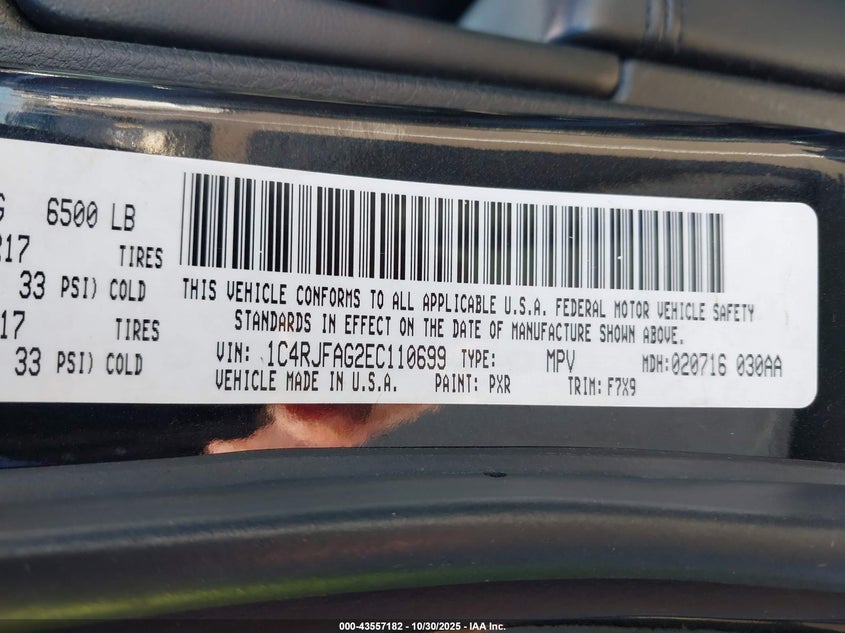 G 6500 LB
217 TIRES
33 PSI) COLD
17 TIRES
33 PSI) COLD
THIS VEHICLE CONFORMS TO ALL APPLICABLE U.S.A. FEDERAL MOTOR VEHICLE SAFETY
STANDARDS IN EFFECT ON THE DATE OF MANUFACTURE SHOWN ABOVE.
VIN: 1C4RJFAG2EC110699 TYPE: MPV MDH:020716 030AA
VEHICLE MADE IN U.S.A. PAINT: PXR TRIM: F7X9
000-43557182 - 10/30/2025 - IAA Inc.